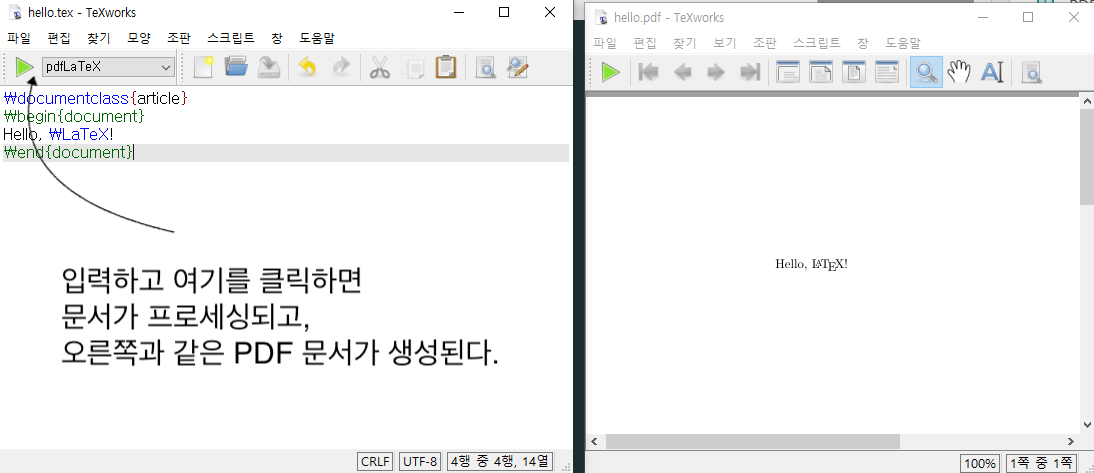 hello.tex - TeXworks
파일 편집 찾기 모양 조판 스크립트 창 도움말
pdfLaTeX
₩documentclass{article}
₩begin{document}
Hello, ₩LaTeX!
₩end{document}
입력하고 여기를 클릭하면
문서가 프로세싱되고,
오른쪽과 같은 PDF 문서가 생성된다.
CRLF UTF-8 4행 중 4행, 14열
hello.pdf - TeXworks
파일 편집 찾기 보기 조판 스크립트 창 도움말
Hello, LATEX!
100% 1쪽 중 1쪽